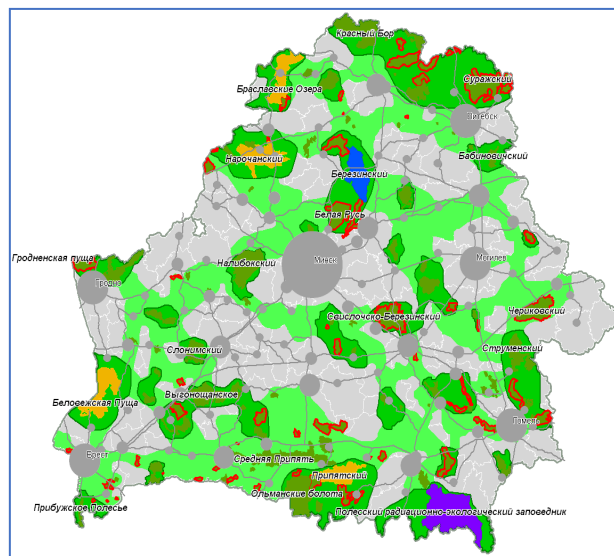 Красный Бор
Суражский
Браславские Озера
Витебск
Бабиновичский
Нарочанский
Березинский
Белая Русь
Гродненская пуща
Налибокский
Минск
Могилев
Гродно
Свислочско-Березинский
Чериковский
Слонимский
Струменский
Беловежская Пуща
Выгонощанское
Гомель
Брест
Средняя Припять
Припятский
Ольманские болота
Прибужское Полесье
Полесский радиационно-экологический заповедник